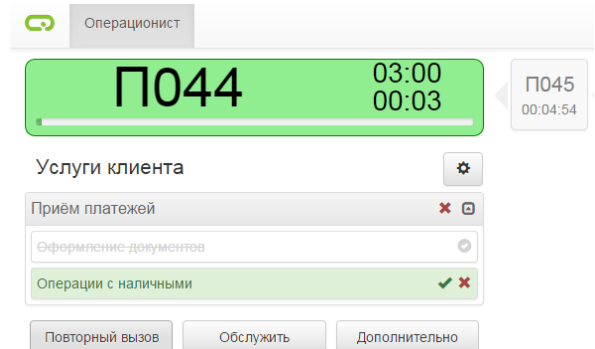 Операционист
П044
03:00
00:03
П045
00:04:54
Услуги клиента
Приём платежей
Оформление документов
Операции с наличными
Повторный вызов
Обслужить
Дополнительно